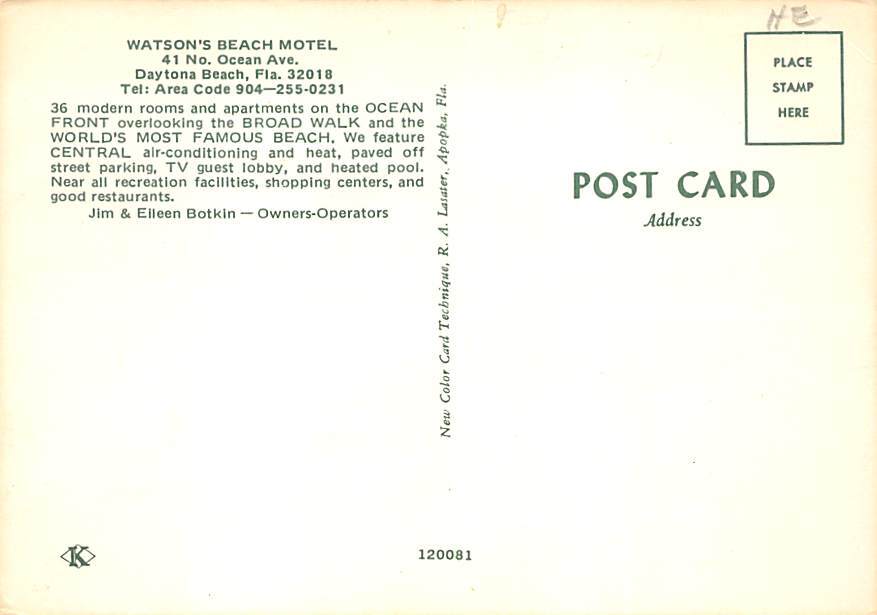 WATSON'S BEACH MOTEL
41 No. Ocean Ave.
Daytona Beach, Fla. 32018
Tel: Area Code 904—255-0231
36 modern rooms and apartments on the OCEAN
FRONT overlooking the BROAD WALK and the
WORLD'S MOST FAMOUS BEACH. We feature
CENTRAL air-conditioning and heat, paved off
street parking, TV guest lobby, and heated pool.
Near all recreation facilities, shopping centers, and
good restaurants.
Jim & Eileen Botkin — Owners-Operators
K
120081
New Color Card Technique, R. A. Lasater, Apopka, Fla.
HE
PLACE
STAMP
HERE
POST CARD
Address